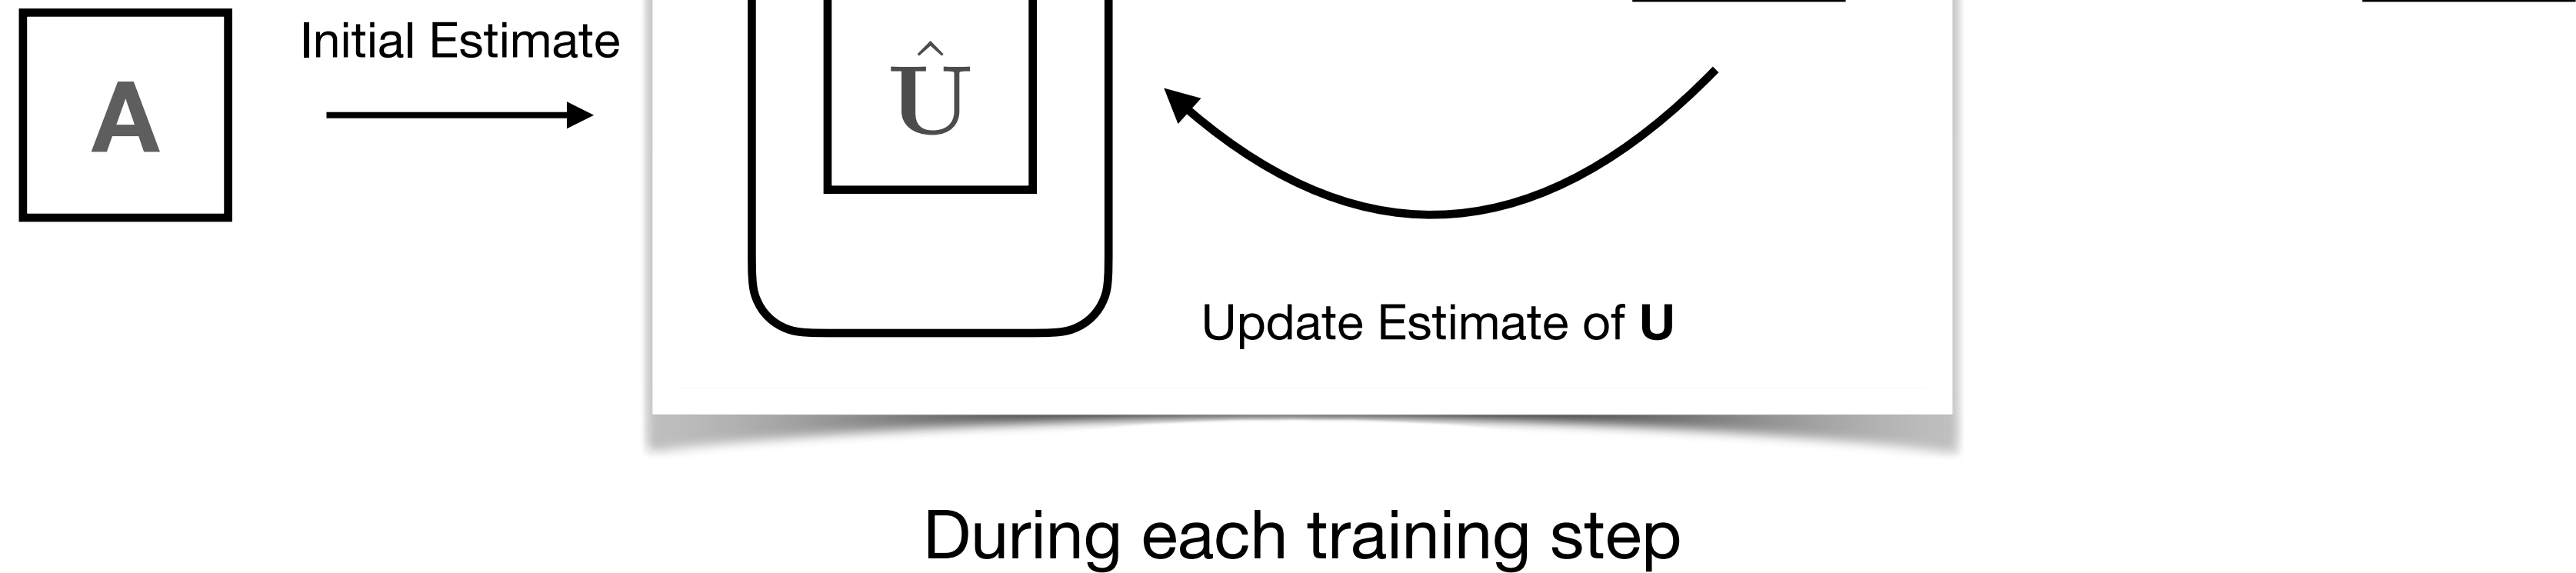 Initial Estimate
A
Û
Update Estimate of U
During each training step